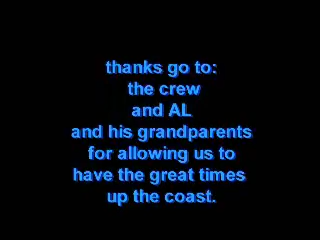 thanks go to:
the crew
and AL
and his grandparents
for allowing us to
have the great times
up the coast.